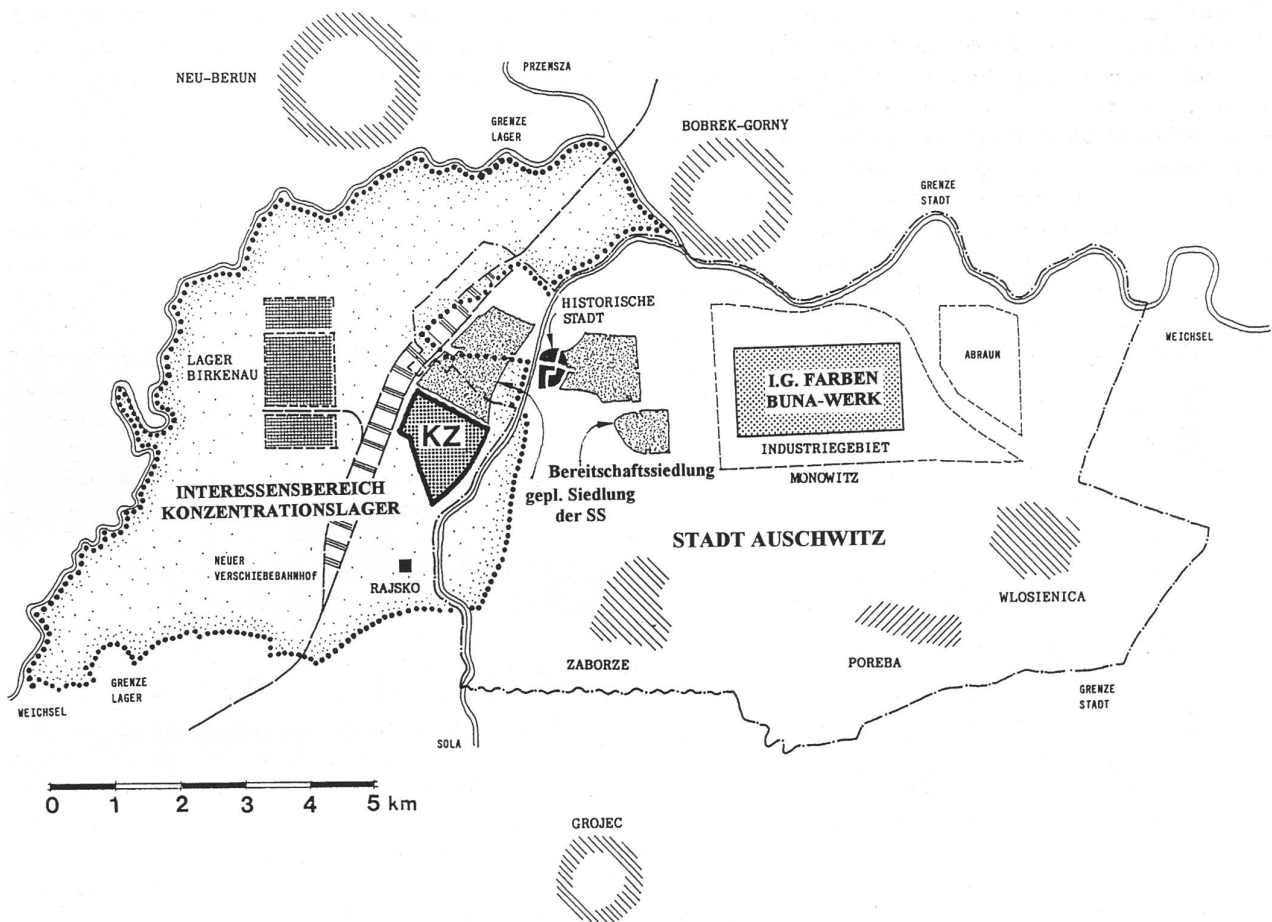 NEU-BERUN
PRZEMSZA
GRENZE
LAGER
BOBREK-GORNY
GRENZE
STADT
HISTORISCHE
STADT
WEICHSEL
LAGER
BIRKENAU
ABRAUM
I.G. FARBEN
BUNA-WERK
KZ
INDUSTRIEGEBIET
MONOWITZ
Bereitschaftssiedlung
gepl. Siedlung
der SS
INTERESSENSBEREICH
KONZENTRATIONSLAGER
STADT AUSCHWITZ
NEUER
VERSCHIEBEBAHNHOf
RAJSKO
WLOSIENICA
ZABORZE
POREBA
GRENZE
LAGER
GRENZE
STADT
WEICHSEL
SOLA
0 1 2 3 4 5 km
GROJEC